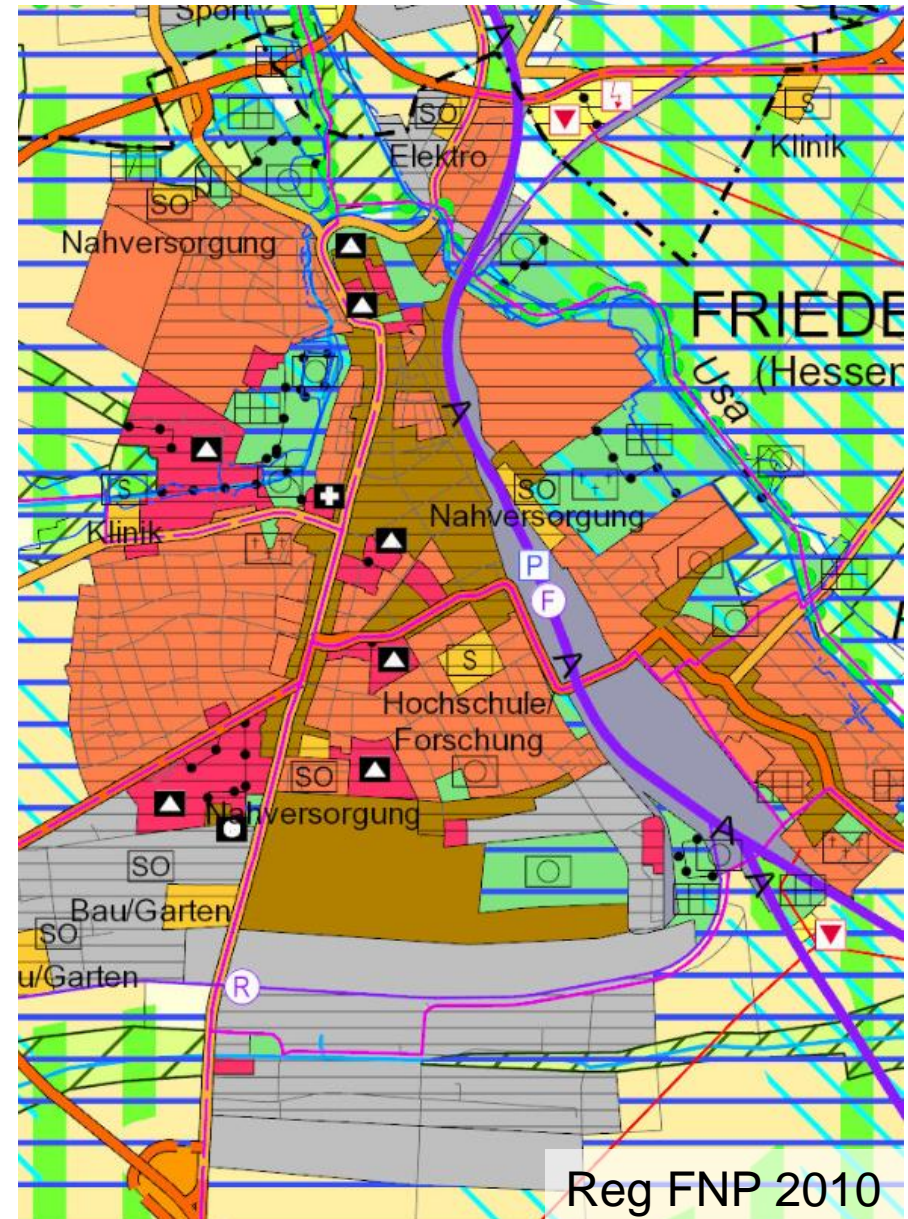 Sport
SO
Elektro
S
Klinik
SO
Nahversorgung
FRIEDB
(Hessen
Usa
A
S
Klinik
SO
Nahversorgung
P
F
A
S
Hochschule/
Forschung
SO
Nahversorgung
A
A
SO
Bau/Garten
SO
u/Garten
R
Reg FNP 2010